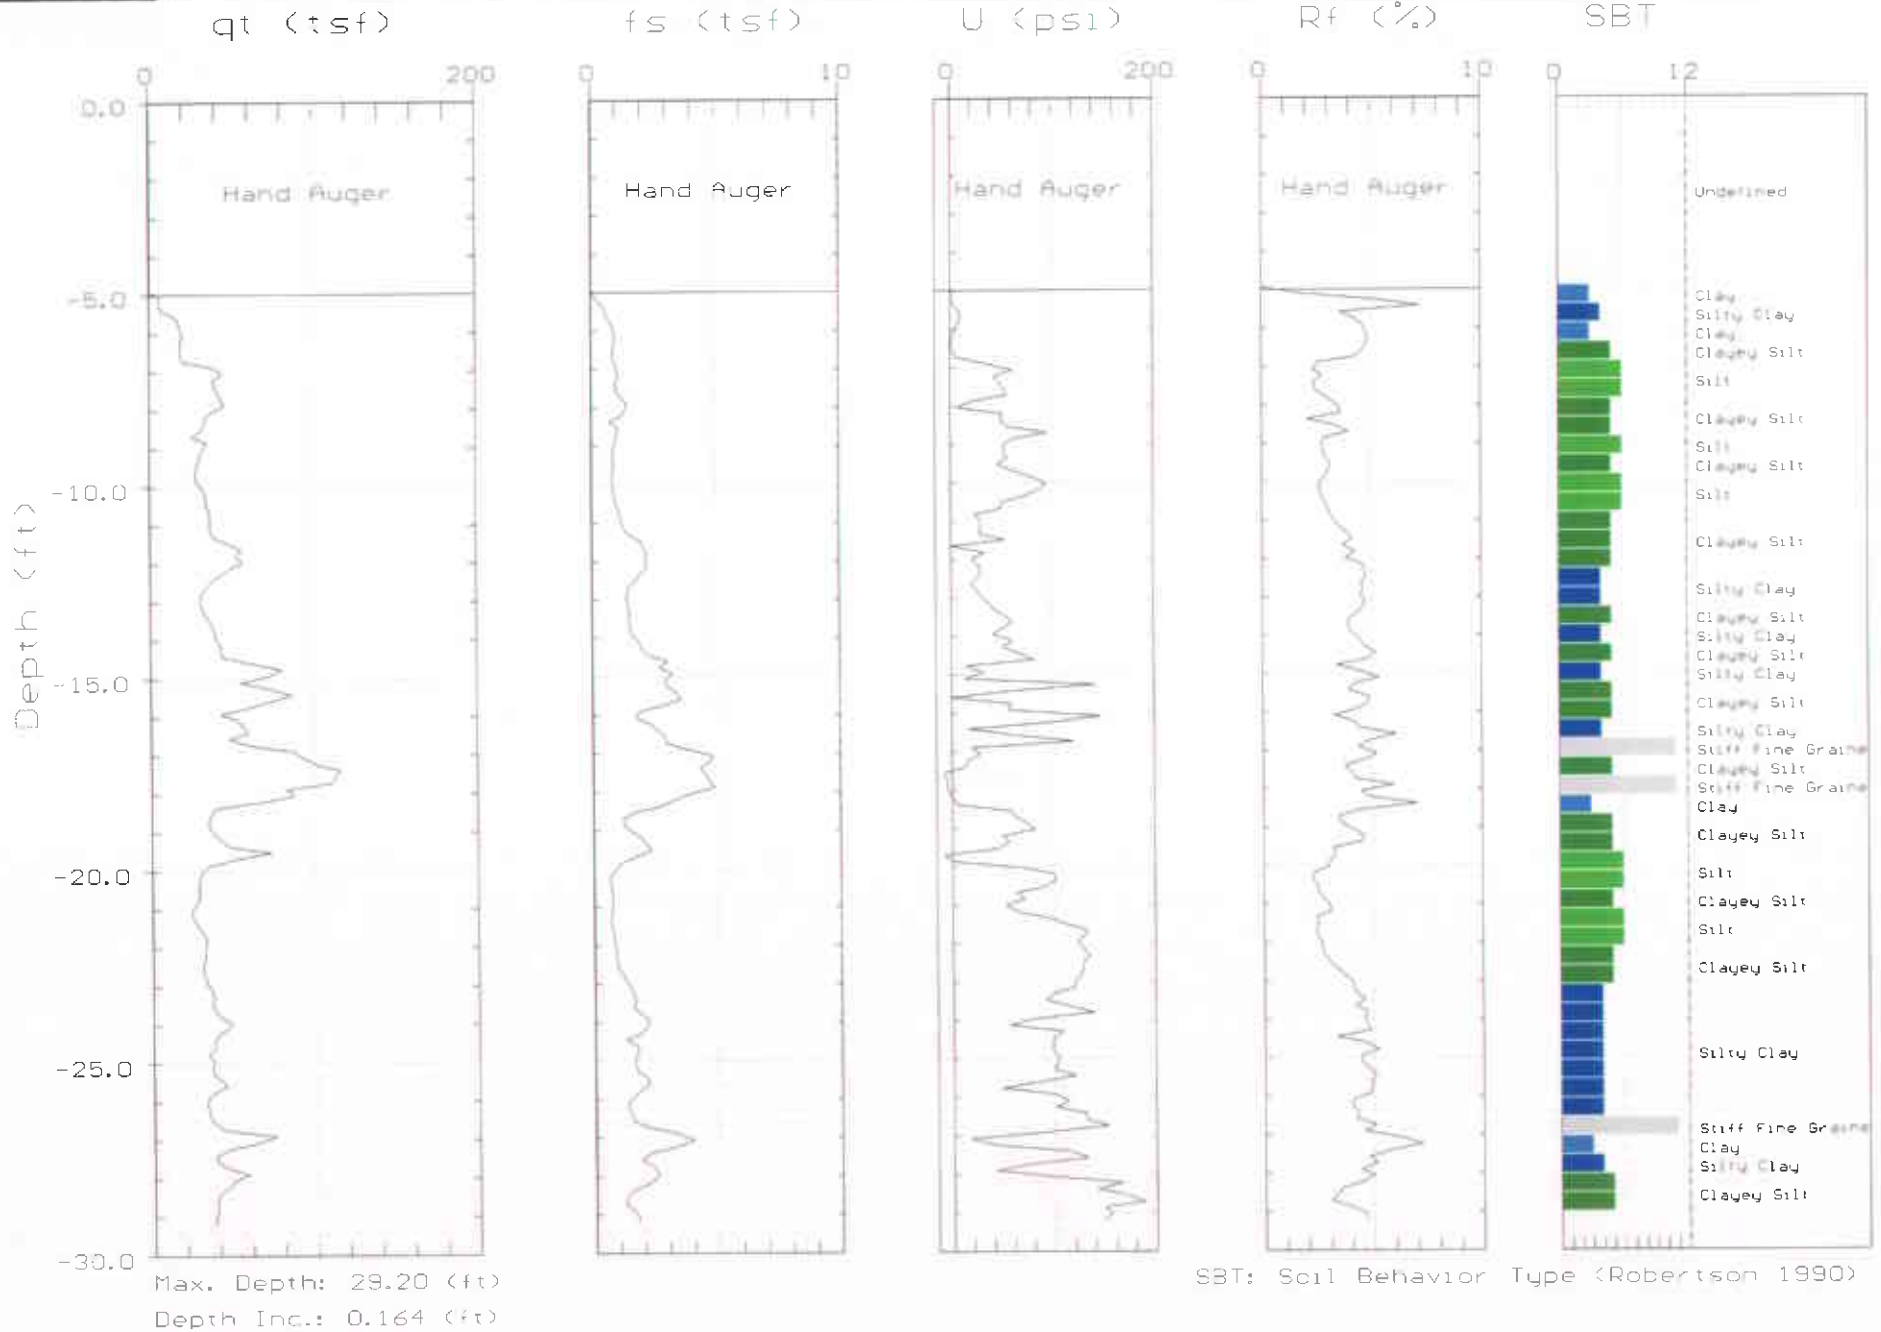 qt (tsf) fs (tsf) U (psi) Rf (%) SBT
0 200 0 10 0 200 0 10 0 12
0.0
Hand Auger Hand Auger Hand Auger Hand Auger Undefined
-5.0
Clay
Silty Clay
Clay
Clayey Silt
Silt
Clayey Silt
Silt
Clayey Silt
-10.0
Silt
Clayey Silt
Silty Clay
Clayey Silt
Silty Clay
Clayey Silt
Depth (ft)
-15.0
Silty Clay
Clayey Silt
Silty Clay
Stiff Fine Graine
Clayey Silt
Stiff Fine Graine
Clay
Clayey Silt
-20.0
Silt
Clayey Silt
Silt
Clayey Silt
Silty Clay
-25.0
Stiff Fine Graine
Clay
Silty Clay
Clayey Silt
-30.0
Max. Depth: 29.20 (ft)
SBT: Soil Behavior Type (Robertson 1990)
Depth Inc.: 0.164 (ft)